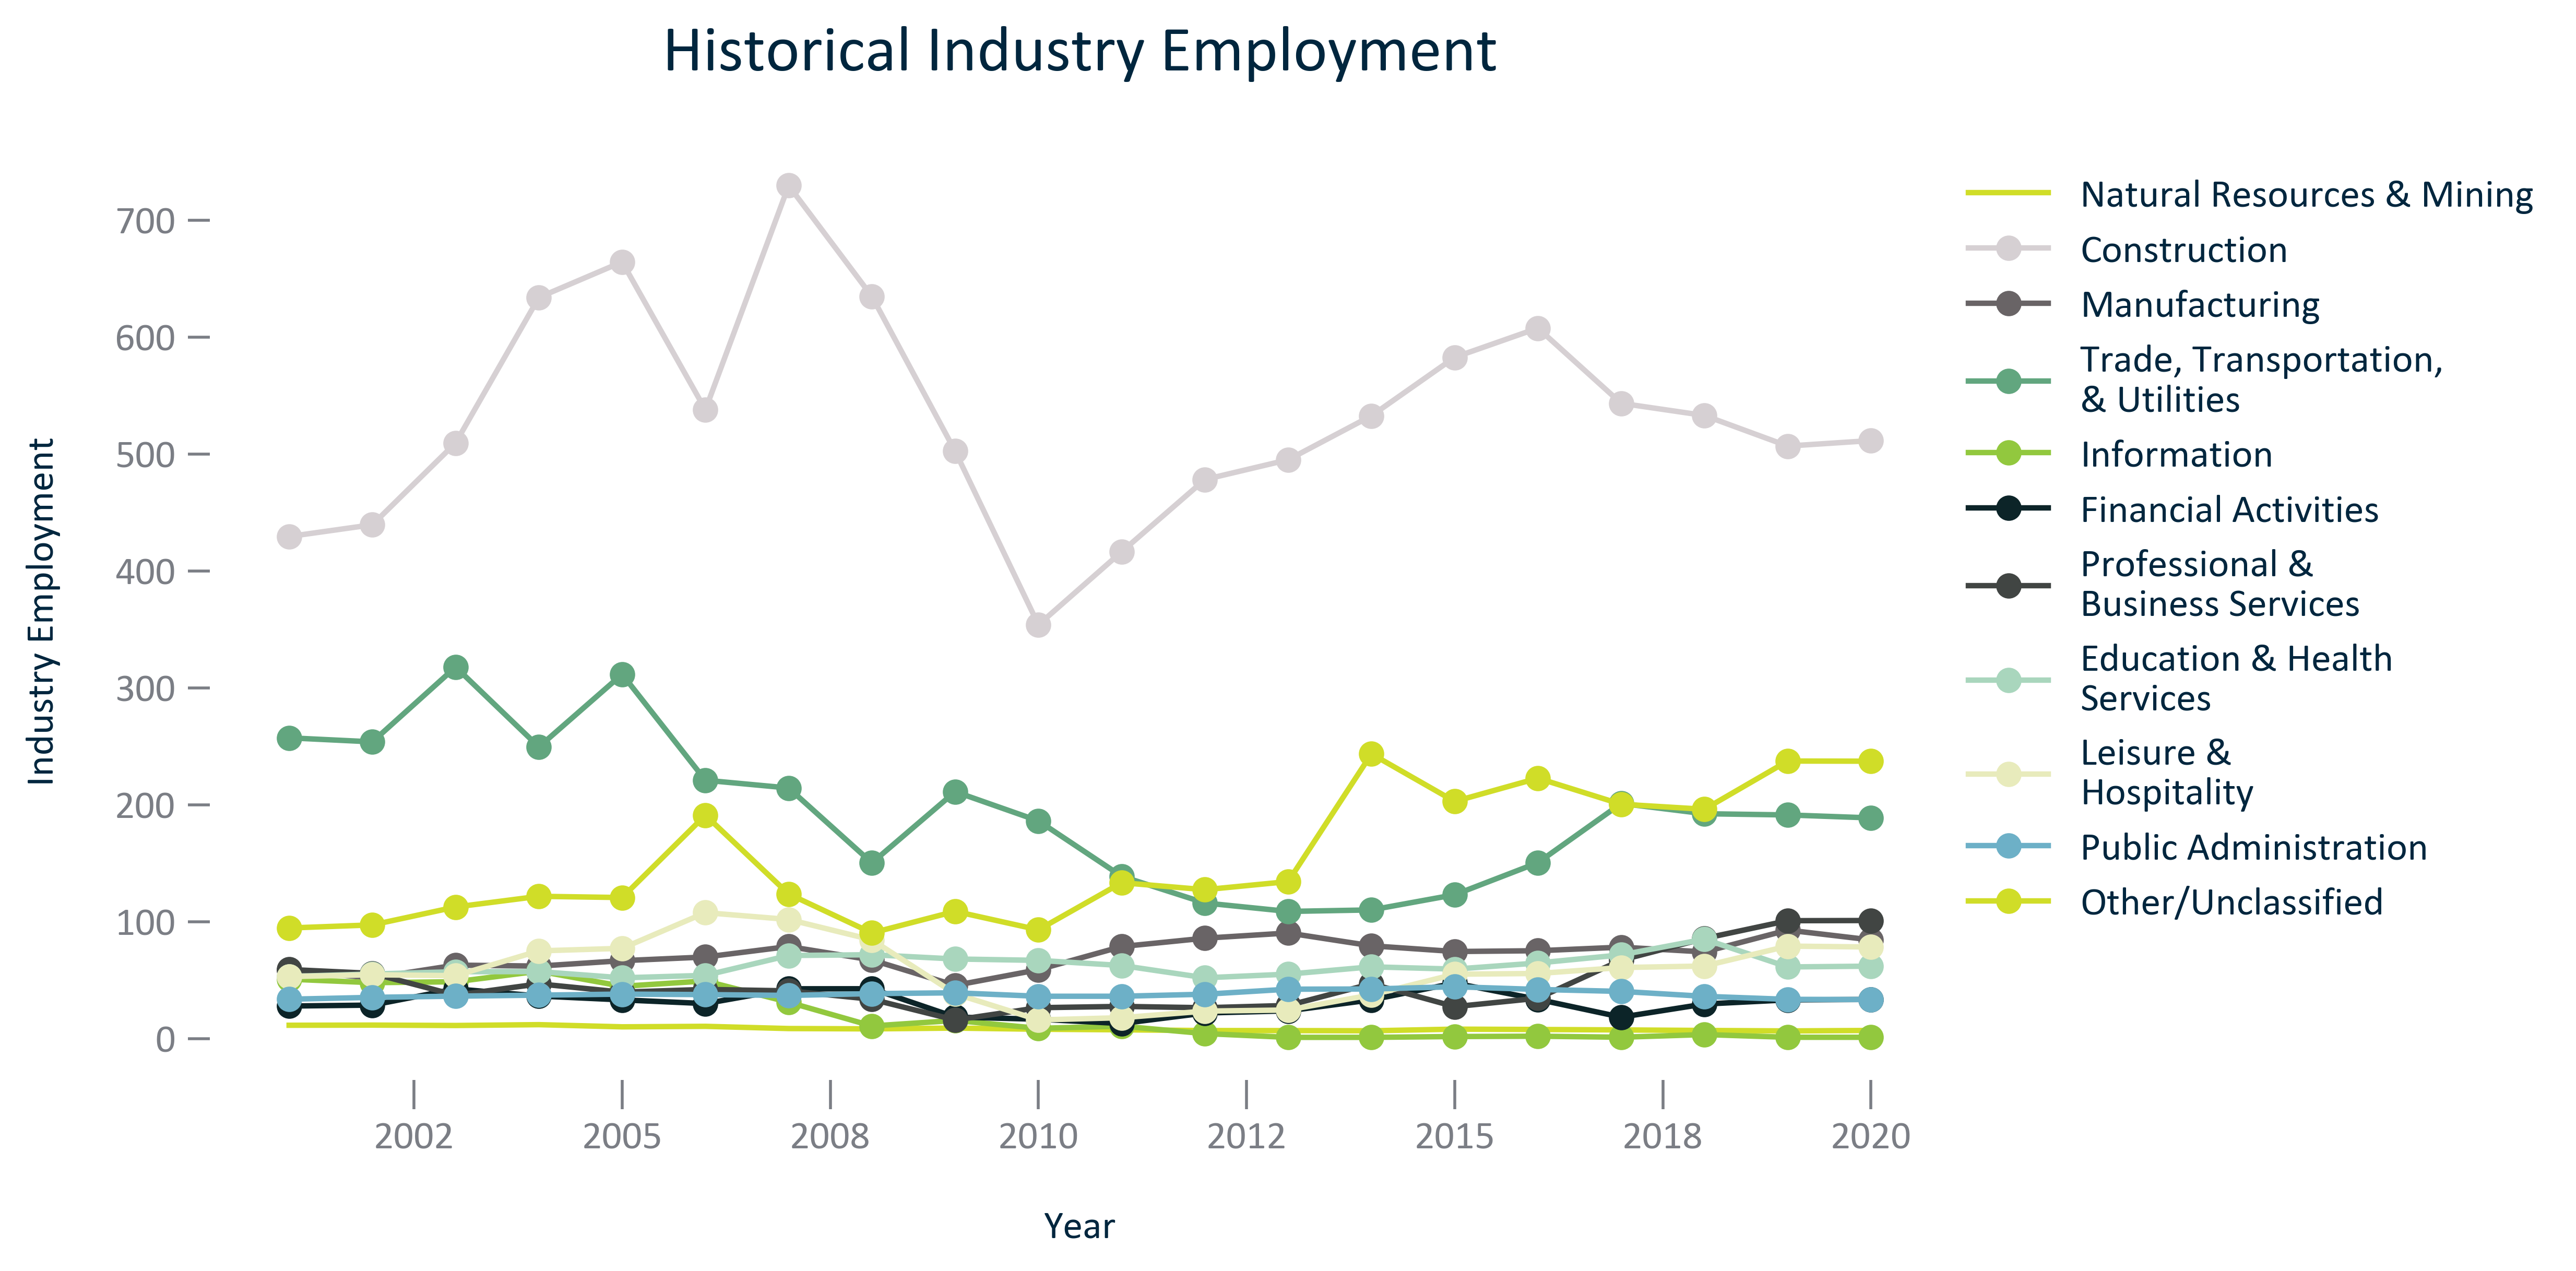 Historical Industry Employment
Industry Employment
700
600
500
400
300
200
100
0
2002
2005
2008
2010
2012
2015
2018
2020
Year
Natural Resources & Mining
Construction
Manufacturing
Trade, Transportation,
& Utilities
Information
Financial Activities
Professional &
Business Services
Education & Health
Services
Leisure &
Hospitality
Public Administration
Other/Unclassified